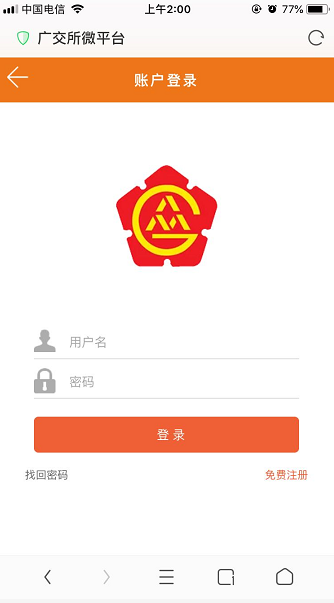 中国电信 上午2:00 77%
广交所微平台
账户登录
用户名
密码
登录
找回密码 免费注册